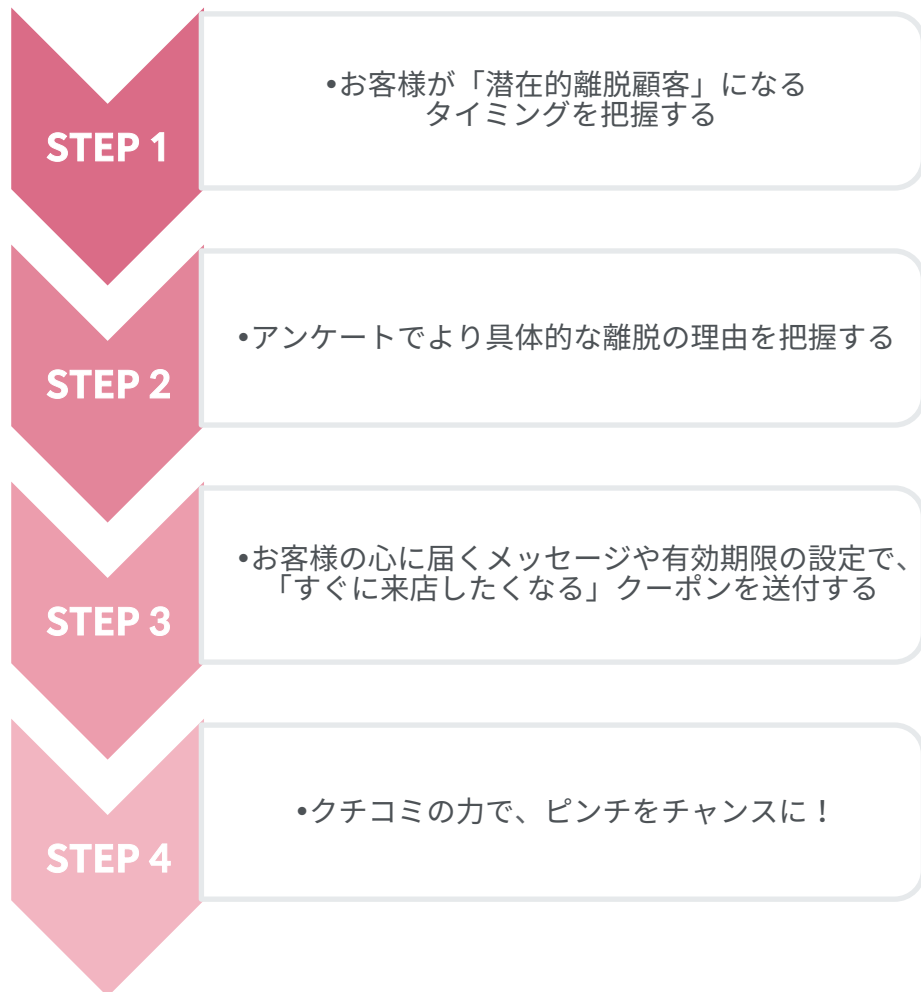 STEP 1
•お客様が「潜在的離脱顧客」になる
タイミングを把握する
STEP 2
•アンケートでより具体的な離脱の理由を把握する
STEP 3
•お客様の心に届くメッセージや有効期限の設定で、
「すぐに来店したくなる」クーポンを送付する
STEP 4
•クチコミの力で、ピンチをチャンスに！